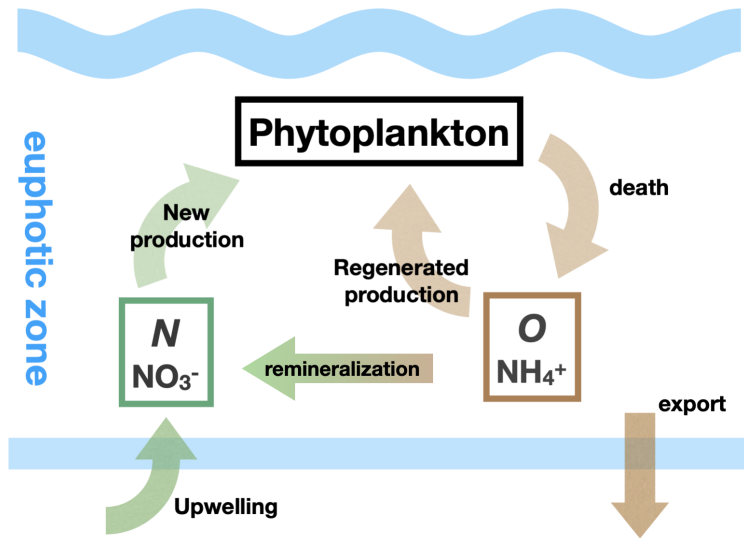 Phytoplankton
euphotic zone
death
New
production
Regenerated
production
N
NO₃⁻
O
NH₄⁺
remineralization
export
Upwelling